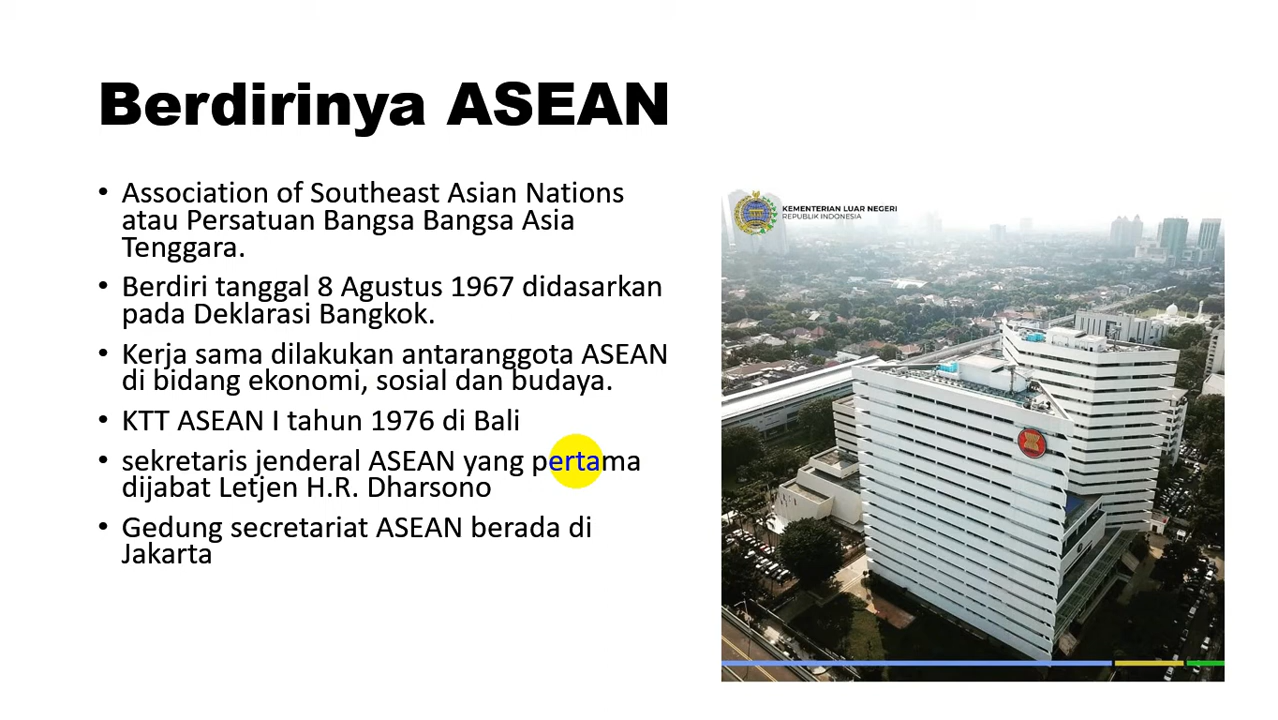 Berdirinya ASEAN
• Association of Southeast Asian Nations
atau Persatuan Bangsa Bangsa Asia
Tenggara.
• Berdiri tanggal 8 Agustus 1967 didasarkan
pada Deklarasi Bangkok.
• Kerja sama dilakukan antaranggota ASEAN
di bidang ekonomi, sosial dan budaya.
• KTT ASEAN I tahun 1976 di Bali
• sekretaris jenderal ASEAN yang pertama
dijabat Letjen H.R. Dharsono
• Gedung secretariat ASEAN berada di
Jakarta
KEMENTERIAN LUAR NEGERI
REPUBLIK INDONESIA